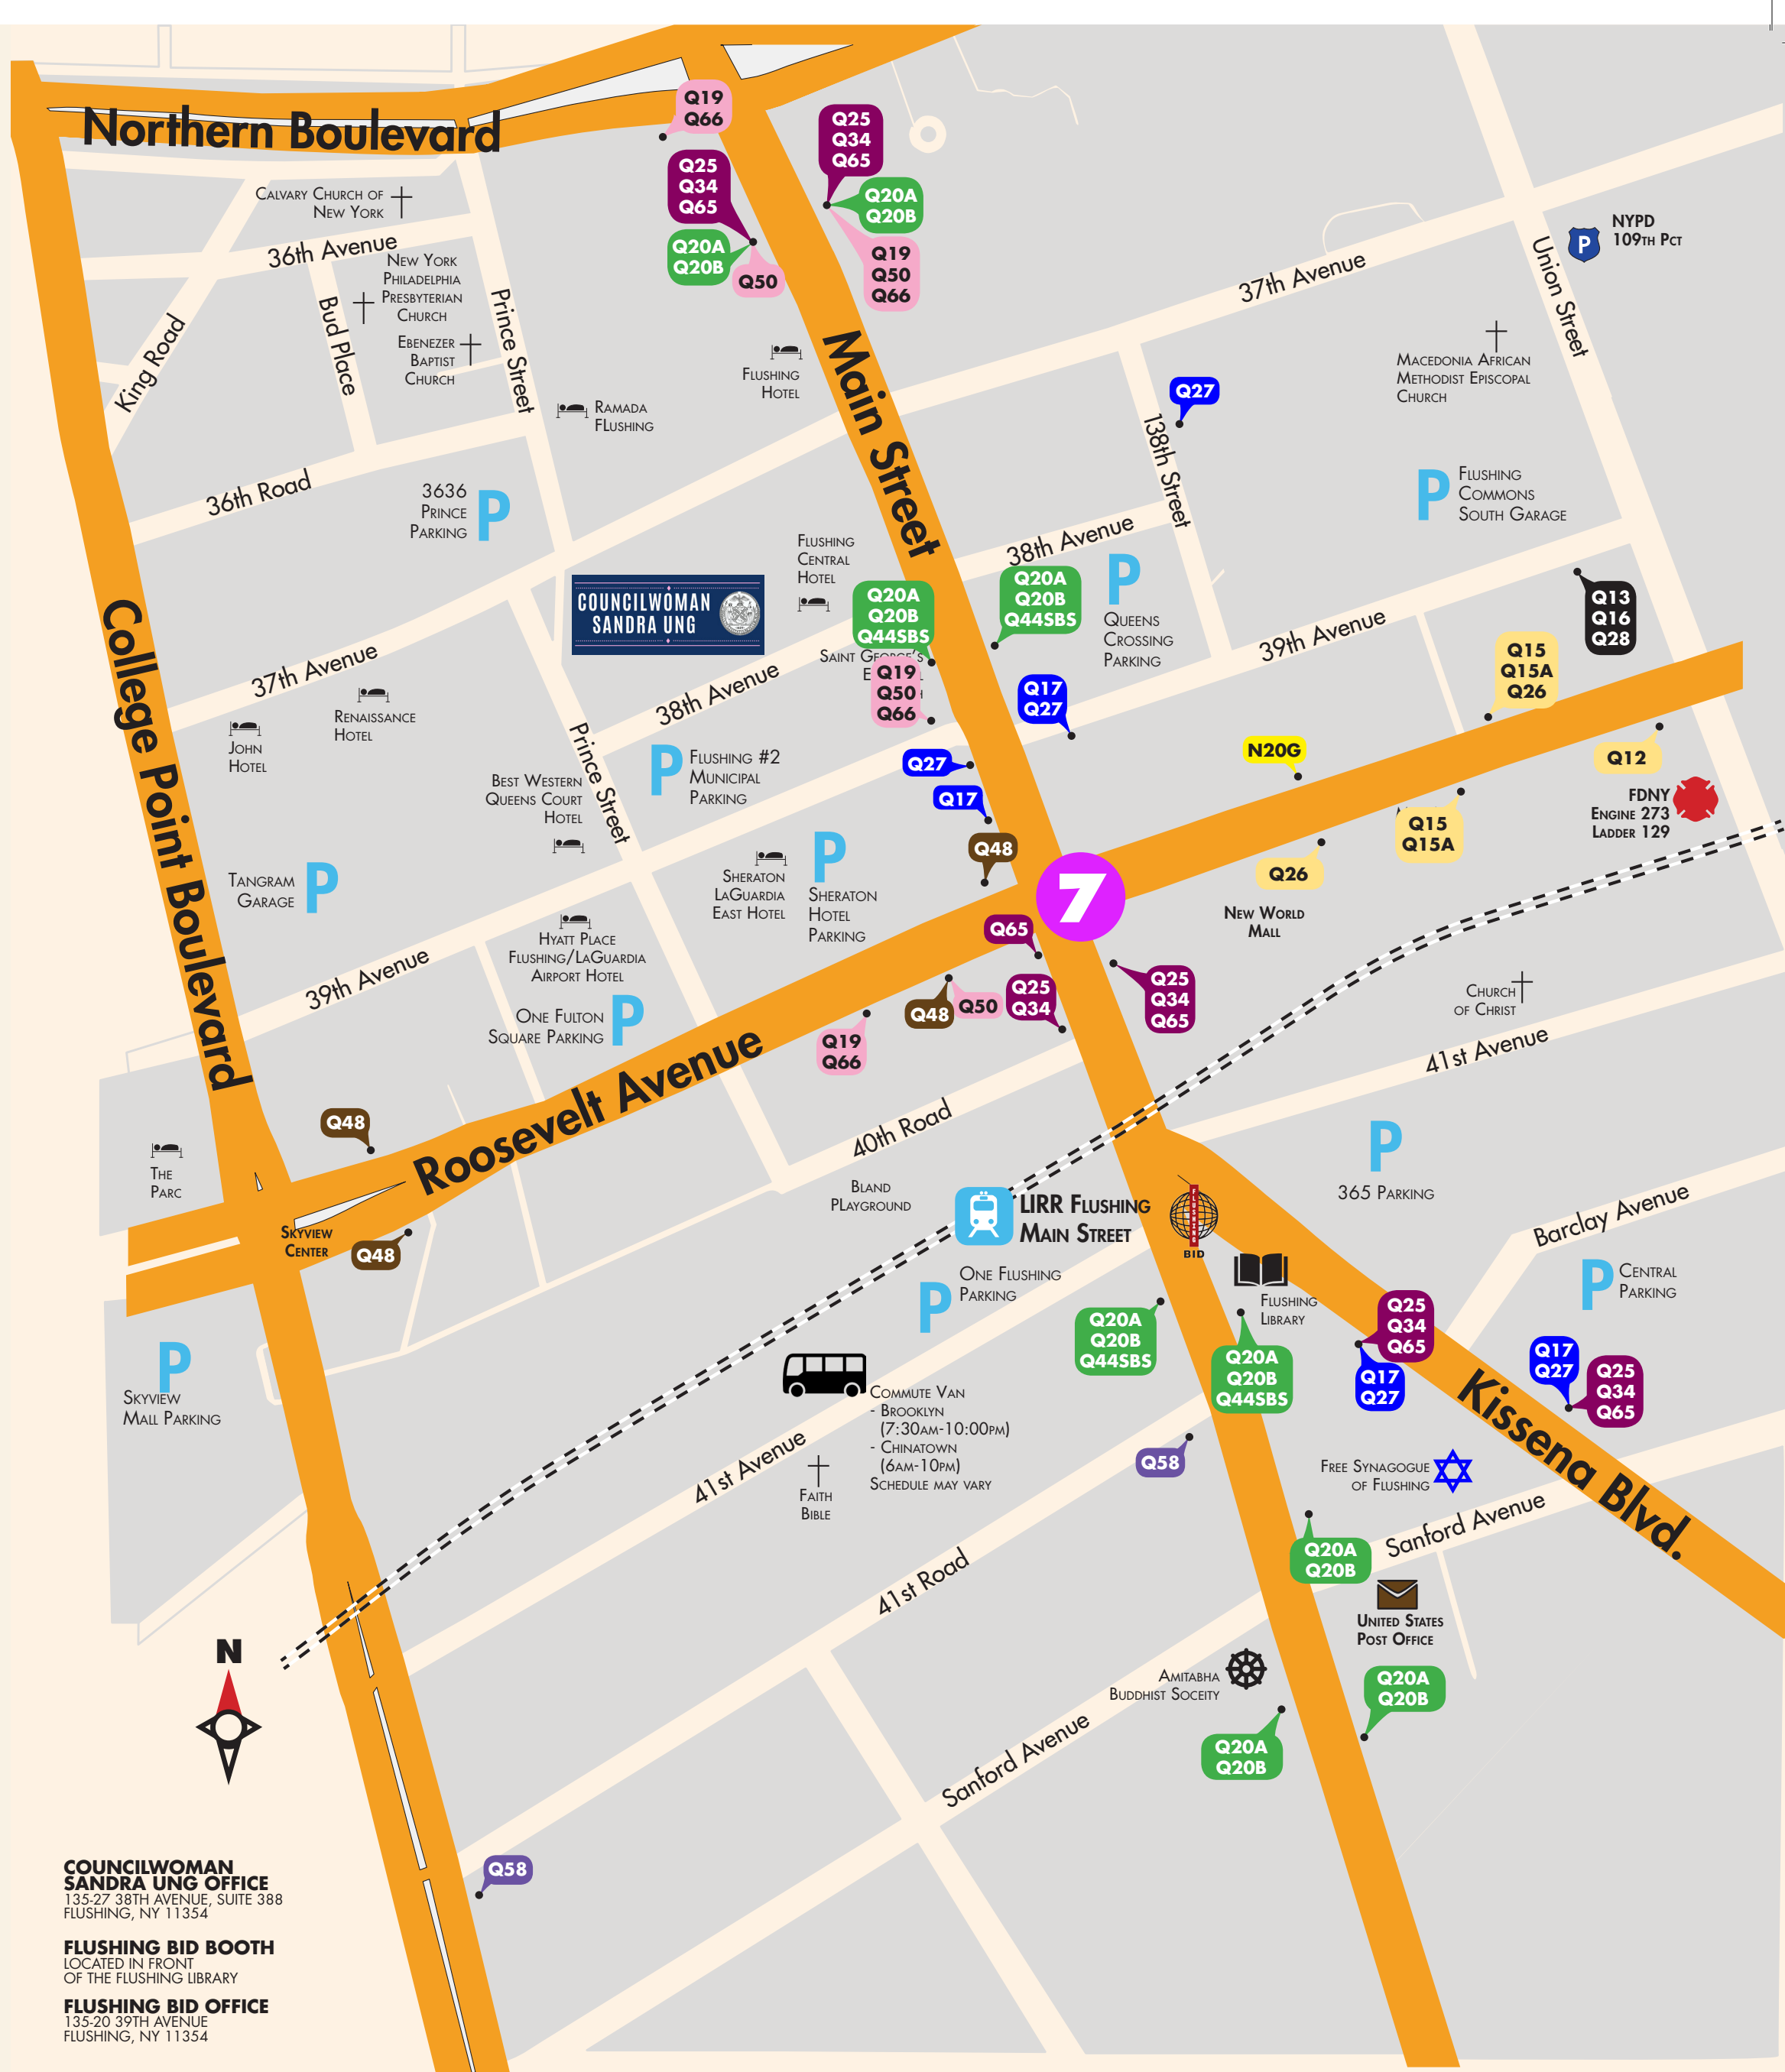 Northern Boulevard
Q19
Q66
Q25
Q34
Q65
Q20A
Q20B
Q50
Q25
Q34
Q65
Q20A
Q20B
Q19
Q50
Q66
Calvary Church of
New York
36th Avenue
New York
Philadelphia
Presbyterian
Church
Ebenezer
Baptist
Church
King Road
Bud Place
Prince Street
Main Street
Flushing
Hotel
Ramada
FLushing
36th Road
3636
Prince
Parking
P
37th Avenue
Union Street
NYPD
109th Pct
P
Macedonia African
Methodist Episcopal
Church
Q27
138th Street
P
Flushing
Commons
South Garage
38th Avenue
Flushing
Central
Hotel
COUNCILWOMAN
SANDRA UNG
Q20A
Q20B
Q44SBS
Saint George's
Q19
Q50
Q66
Q20A
Q20B
Q44SBS
P
Queens
Crossing
Parking
39th Avenue
Q13
Q16
Q28
Q15
Q15A
Q26
Q12
Q17
Q27
N20G
College Point Boulevard
37th Avenue
Renaissance
Hotel
John
Hotel
38th Avenue
Prince Street
P
Flushing #2
Municipal
Parking
Best Western
Queens Court
Hotel
Q27
Q17
Q48
7
Q15
Q15A
Q26
FDNY
Engine 273
Ladder 129
New World
Mall
Tangram
Garage
P
Sheraton
LaGuardia
East Hotel
P
Sheraton
Hotel
Parking
39th Avenue
Hyatt Place
Flushing/LaGuardia
Airport Hotel
One Fulton
Square Parking
P
Q65
Q25
Q34
Q48
Q50
Q19
Q66
Q25
Q34
Q65
Church
of Christ
41st Avenue
Roosevelt Avenue
40th Road
Q48
The
Parc
Skyview
Center
Q48
Bland
PLayground
LIRR Flushing
Main Street
BID
P
365 Parking
Barclay Avenue
P
Central
Parking
P
One Flushing
Parking
Flushing
Library
Q20A
Q20B
Q44SBS
Q20A
Q20B
Q44SBS
Q25
Q34
Q65
Q17
Q27
Q17
Q27
Q25
Q34
Q65
Kissena Blvd.
P
Skyview
Mall Parking
Commute Van
- Brooklyn
(7:30am-10:00pm)
- Chinatown
(6am-10pm)
Schedule may vary
41st Avenue
Faith
Bible
Q58
Free Synagogue
of Flushing
Sanford Avenue
Q20A
Q20B
41st Road
United States
Post Office
Amitabha
Buddhist Soceity
Q20A
Q20B
Q20A
Q20B
Sanford Avenue
N
Q58
COUNCILWOMAN
SANDRA UNG OFFICE
135-27 38TH AVENUE, SUITE 388
FLUSHING, NY 11354
FLUSHING BID BOOTH
LOCATED IN FRONT
OF THE FLUSHING LIBRARY
FLUSHING BID OFFICE
135-20 39TH AVENUE
FLUSHING, NY 11354